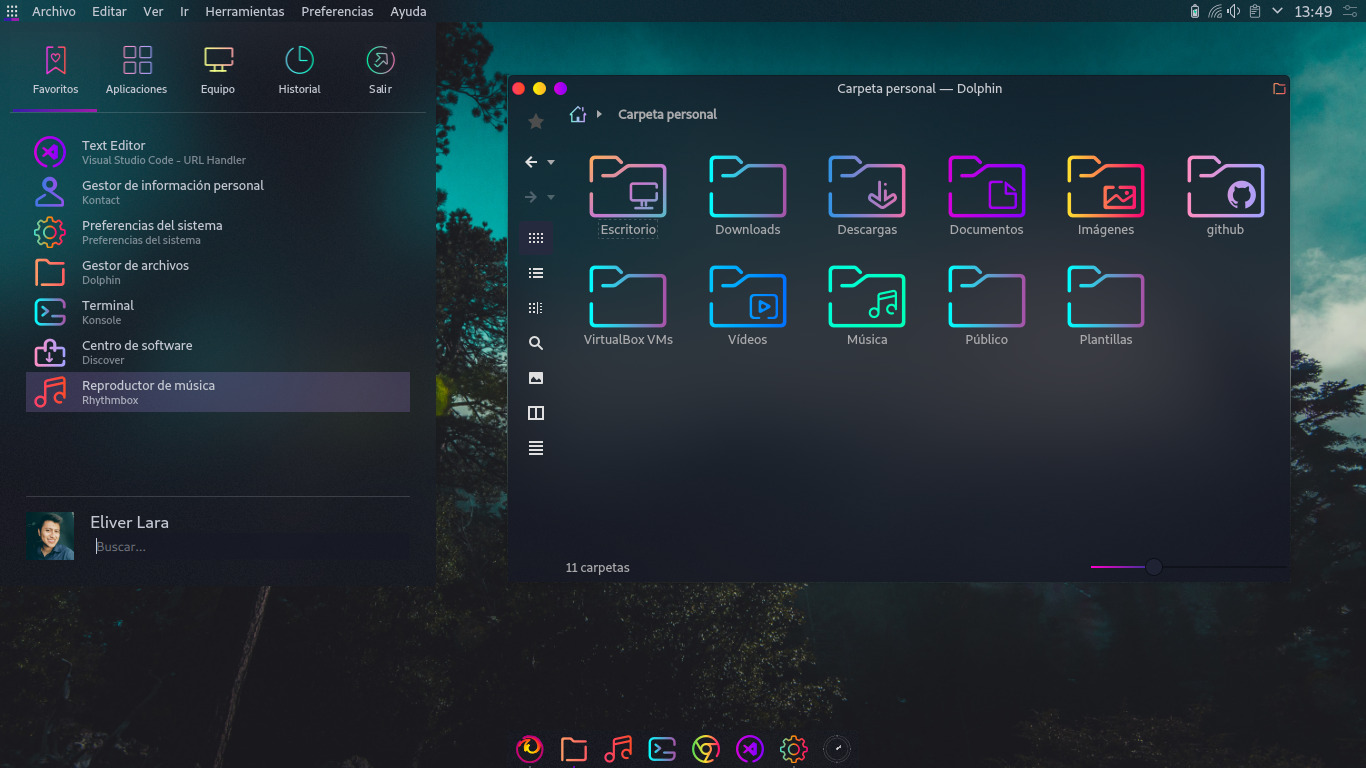 Archivo Editar Ver Ir Herramientas Preferencias Ayuda 13:49
Favoritos Aplicaciones Equipo Historial Salir
Text Editor
Visual Studio Code - URL Handler
Gestor de información personal
Kontact
Preferencias del sistema
Preferencias del sistema
Gestor de archivos
Dolphin
Terminal
Konsole
Centro de software
Discover
Reproductor de música
Rhythmbox
Eliver Lara
Buscar...
Carpeta personal — Dolphin
Carpeta personal
Escritorio Downloads Descargas Documentos Imágenes github
VirtualBox VMs Vídeos Música Público Plantillas
11 carpetas